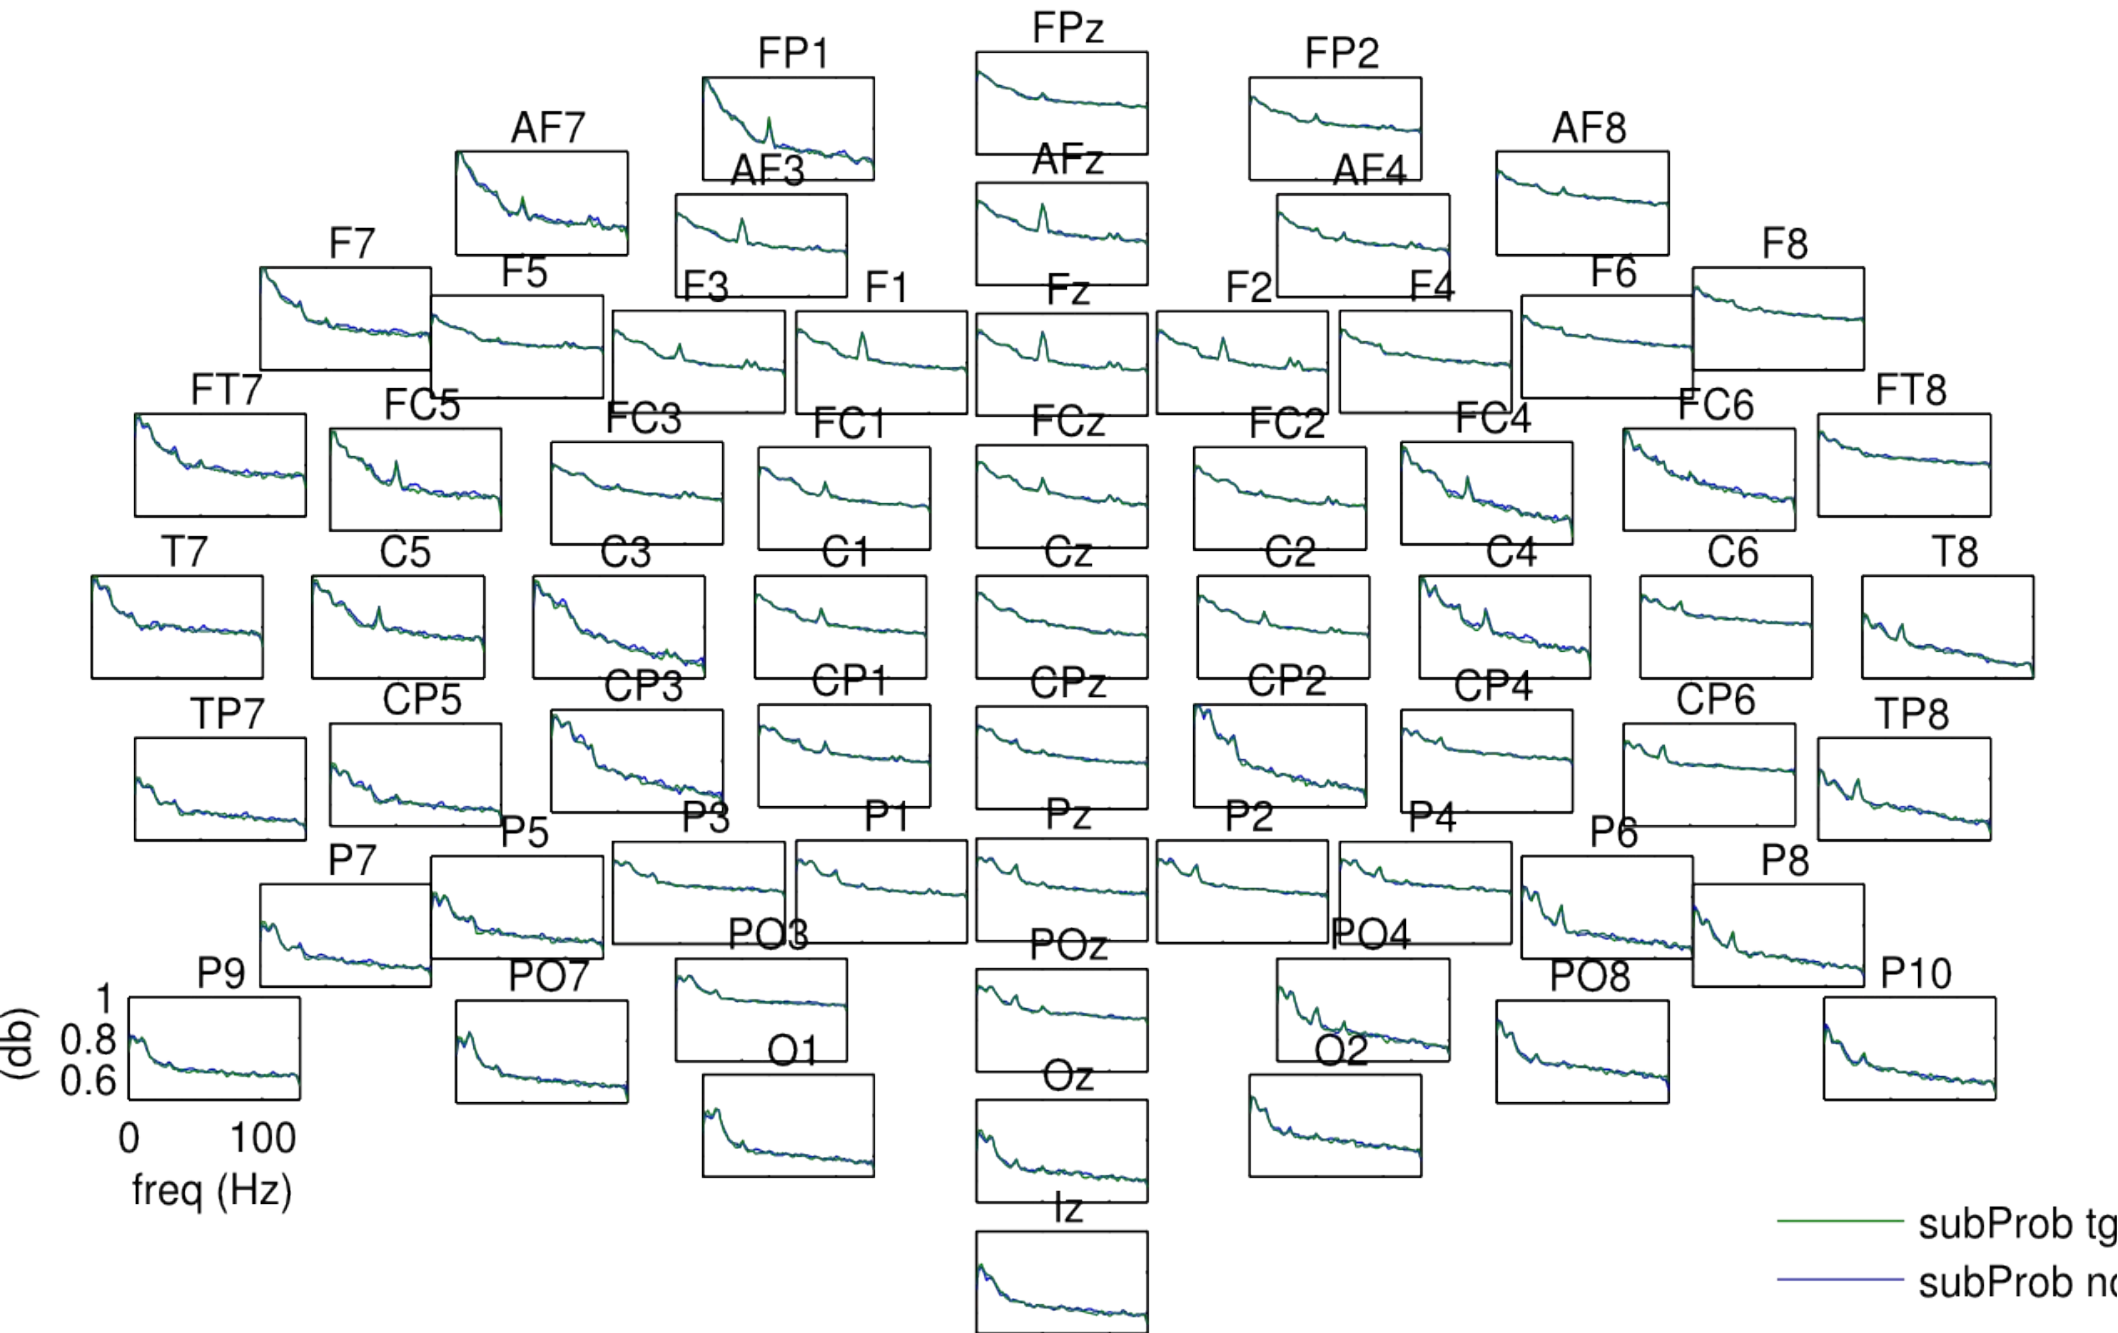 FPz
FP1
FP2
AF7
AF8
AFz
AF3
AF4
F7
F8
F5
F6
F3
F1
Fz
F2
F4
FT7
FT8
FC5
FC6
FC3
FC1
FCz
FC2
FC4
T7
C5
C3
C1
Cz
C2
C4
C6
T8
TP7
CP5
CP3
CP1
CPz
CP2
CP4
CP6
TP8
P7
P5
P3
P1
Pz
P2
P4
P6
P8
PO3
POz
PO4
P9
PO7
PO8
P10
1
0.8
0.6
(db)
0 100
freq (Hz)
O1
Oz
O2
Iz
subProb tg
subProb no